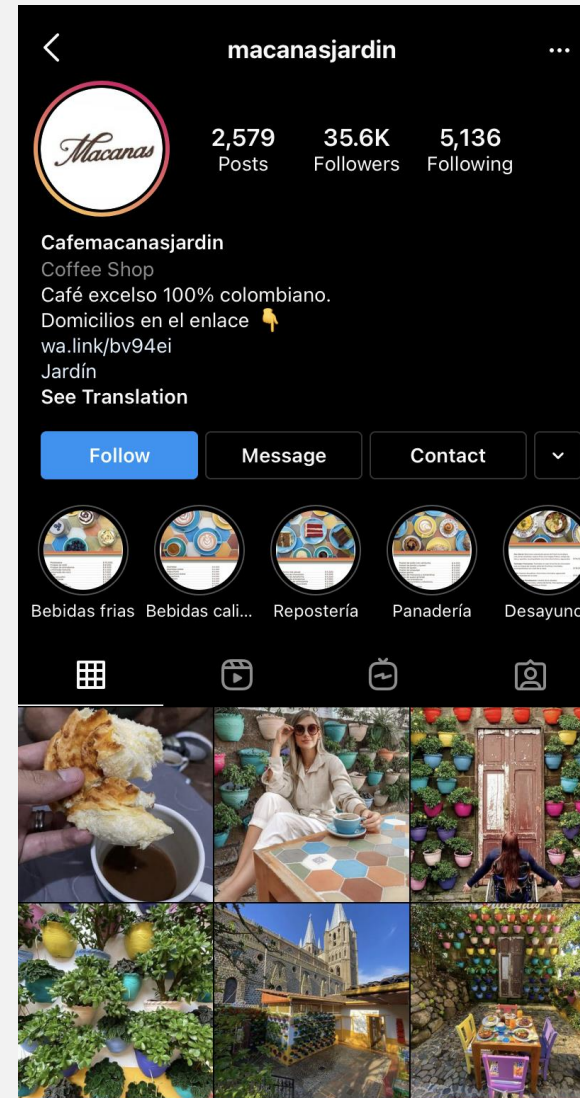 macanasjardin
Macanas
2,579 35.6K 5,136
Posts Followers Following
Cafemacanasjardin
Coffee Shop
Café excelso 100% colombiano.
Domicilios en el enlace 👇
wa.link/bv94ei
Jardín
See Translation
Follow Message Contact
Bebidas frias Bebidas cali... Repostería Panadería Desayuno